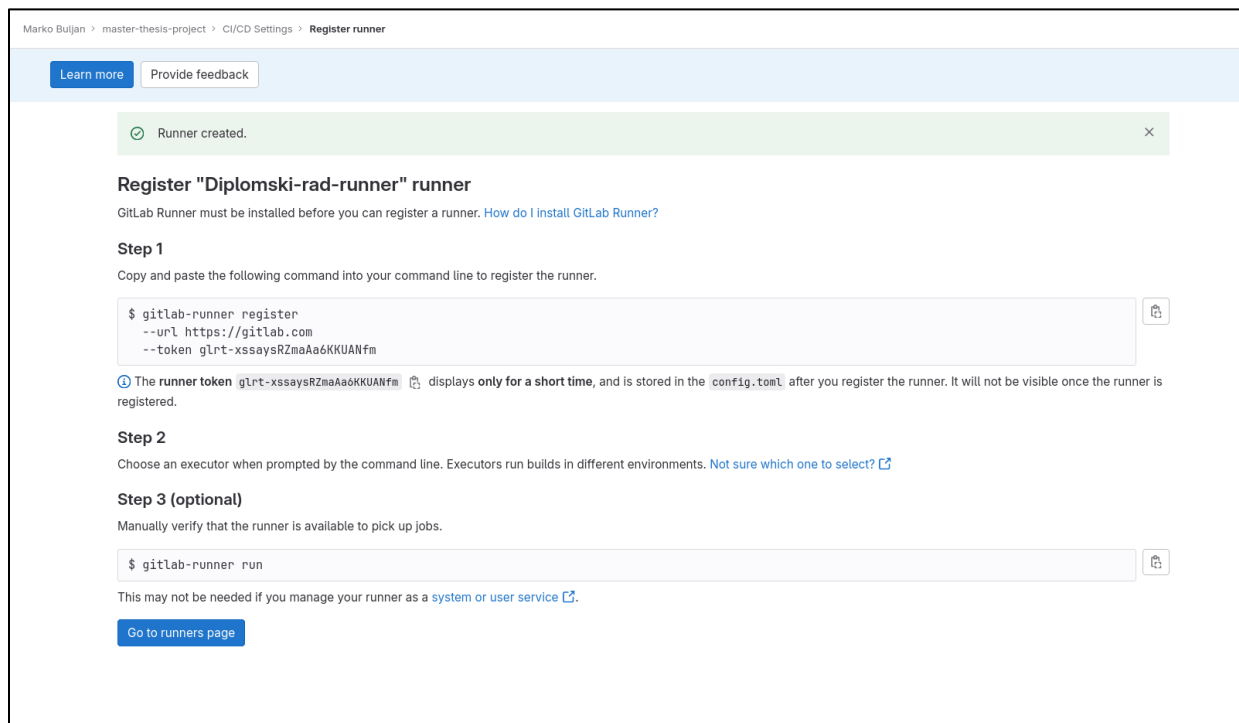 Marko Buljan > master-thesis-project > CI/CD Settings > Register runner
Learn more Provide feedback
Runner created.
Register "Diplomski-rad-runner" runner
GitLab Runner must be installed before you can register a runner. How do I install GitLab Runner?
Step 1
Copy and paste the following command into your command line to register the runner.
$ gitlab-runner register
--url https://gitlab.com
--token glrt-xssaysRZmaAa6KKUANfm
The runner token glrt-xssaysRZmaAa6KKUANfm displays only for a short time, and is stored in the config.toml after you register the runner. It will not be visible once the runner is
registered.
Step 2
Choose an executor when prompted by the command line. Executors run builds in different environments. Not sure which one to select?
Step 3 (optional)
Manually verify that the runner is available to pick up jobs.
$ gitlab-runner run
This may not be needed if you manage your runner as a system or user service.
Go to runners page